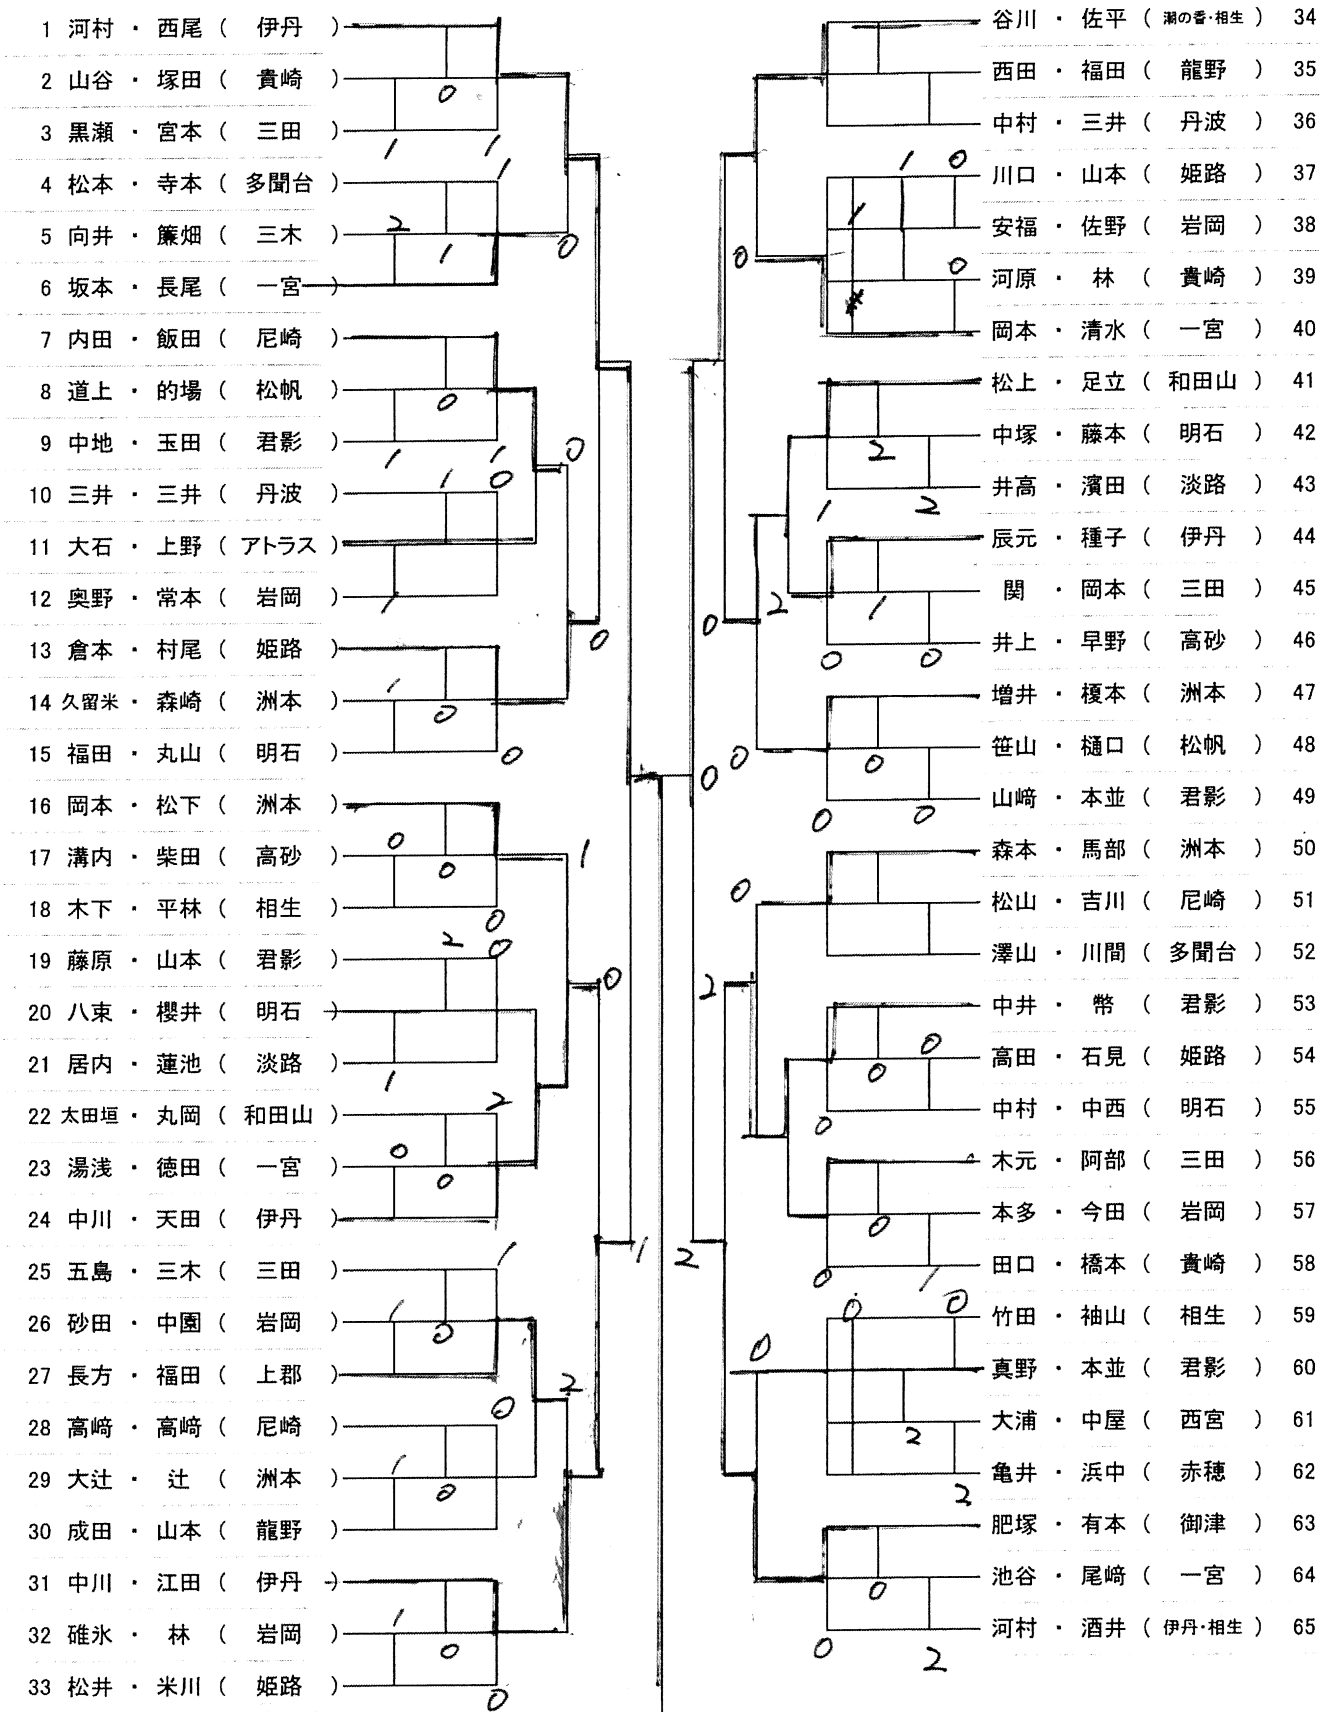 1 河村 ・ 西尾 ( 伊丹 )
2 山谷 ・ 塚田 ( 貴崎 )
3 黒瀬 ・ 宮本 ( 三田 )
4 松本 ・ 寺本 ( 多聞台 )
5 向井 ・ 簾畑 ( 三木 )
6 坂本 ・ 長尾 ( 一宮 )
7 内田 ・ 飯田 ( 尼崎 )
8 道上 ・ 的場 ( 松帆 )
9 中地 ・ 玉田 ( 君影 )
10 三井 ・ 三井 ( 丹波 )
11 大石 ・ 上野 ( アトラス )
12 奥野 ・ 常本 ( 岩岡 )
13 倉本 ・ 村尾 ( 姫路 )
14 久留米 ・ 森崎 ( 洲本 )
15 福田 ・ 丸山 ( 明石 )
16 岡本 ・ 松下 ( 洲本 )
17 溝内 ・ 柴田 ( 高砂 )
18 木下 ・ 平林 ( 相生 )
19 藤原 ・ 山本 ( 君影 )
20 八束 ・ 櫻井 ( 明石 )
21 居内 ・ 蓮池 ( 淡路 )
22 太田垣 ・ 丸岡 ( 和田山 )
23 湯浅 ・ 徳田 ( 一宮 )
24 中川 ・ 天田 ( 伊丹 )
25 五島 ・ 三木 ( 三田 )
26 砂田 ・ 中園 ( 岩岡 )
27 長方 ・ 福田 ( 上郡 )
28 高﨑 ・ 高﨑 ( 尼崎 )
29 大辻 ・ 辻 ( 洲本 )
30 成田 ・ 山本 ( 龍野 )
31 中川 ・ 江田 ( 伊丹 )
32 碓氷 ・ 林 ( 岩岡 )
33 松井 ・ 米川 ( 姫路 )
谷川 ・ 佐平 ( 潮の香・相生 ) 34
西田 ・ 福田 ( 龍野 ) 35
中村 ・ 三井 ( 丹波 ) 36
川口 ・ 山本 ( 姫路 ) 37
安福 ・ 佐野 ( 岩岡 ) 38
河原 ・ 林 ( 貴崎 ) 39
岡本 ・ 清水 ( 一宮 ) 40
松上 ・ 足立 ( 和田山 ) 41
中塚 ・ 藤本 ( 明石 ) 42
井高 ・ 濱田 ( 淡路 ) 43
辰元 ・ 種子 ( 伊丹 ) 44
関 ・ 岡本 ( 三田 ) 45
井上 ・ 早野 ( 高砂 ) 46
増井 ・ 榎本 ( 洲本 ) 47
笹山 ・ 樋口 ( 松帆 ) 48
山﨑 ・ 本並 ( 君影 ) 49
森本 ・ 馬部 ( 洲本 ) 50
松山 ・ 吉川 ( 尼崎 ) 51
澤山 ・ 川間 ( 多聞台 ) 52
中井 ・ 幣 ( 君影 ) 53
高田 ・ 石見 ( 姫路 ) 54
中村 ・ 中西 ( 明石 ) 55
木元 ・ 阿部 ( 三田 ) 56
本多 ・ 今田 ( 岩岡 ) 57
田口 ・ 橋本 ( 貴崎 ) 58
竹田 ・ 袖山 ( 相生 ) 59
真野 ・ 本並 ( 君影 ) 60
大浦 ・ 中屋 ( 西宮 ) 61
亀井 ・ 浜中 ( 赤穂 ) 62
肥塚 ・ 有本 ( 御津 ) 63
池谷 ・ 尾﨑 ( 一宮 ) 64
河村 ・ 酒井 ( 伊丹・相生 ) 65